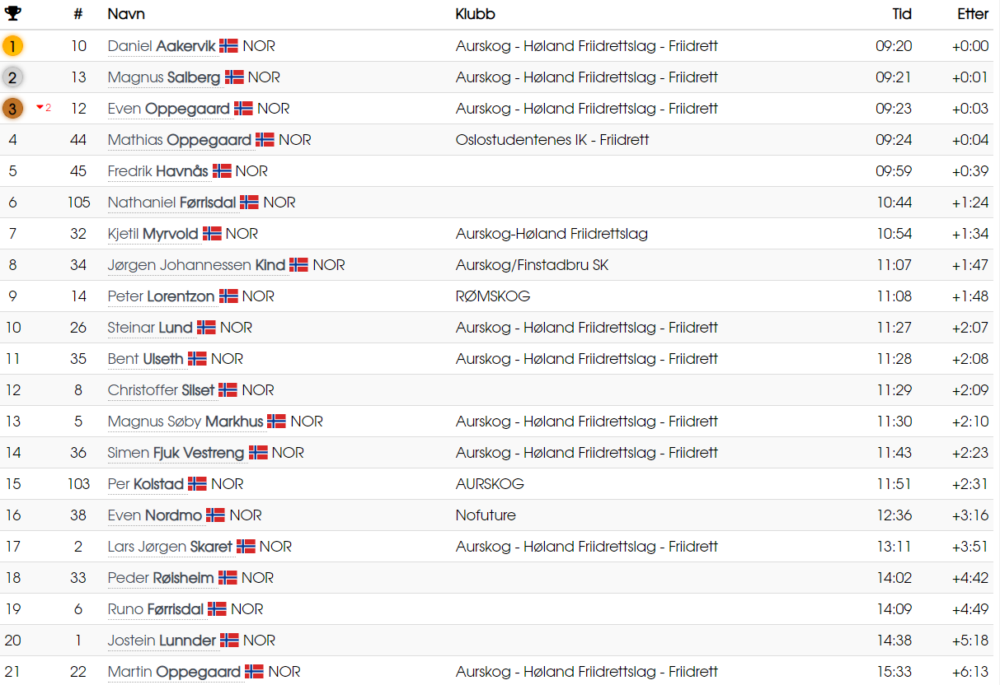 # Navn Klubb Tid Etter
1 10 Daniel Aakervik NOR Aurskog - Høland Friidrettslag - Friidrett 09:20 +0:00
2 13 Magnus Salberg NOR Aurskog - Høland Friidrettslag - Friidrett 09:21 +0:01
3 2 12 Even Oppegaard NOR Aurskog - Høland Friidrettslag - Friidrett 09:23 +0:03
4 44 Mathias Oppegaard NOR Oslostudentenes IK - Friidrett 09:24 +0:04
5 45 Fredrik Havnås NOR 09:59 +0:39
6 105 Nathaniel Førrisdal NOR 10:44 +1:24
7 32 Kjetil Myrvold NOR Aurskog-Høland Friidrettslag 10:54 +1:34
8 34 Jørgen Johannessen Kind NOR Aurskog/Finstadbru SK 11:07 +1:47
9 14 Peter Lorentzon NOR RØMSKOG 11:08 +1:48
10 26 Steinar Lund NOR Aurskog - Høland Friidrettslag - Friidrett 11:27 +2:07
11 35 Bent Ulseth NOR Aurskog - Høland Friidrettslag - Friidrett 11:28 +2:08
12 8 Christoffer Silset NOR 11:29 +2:09
13 5 Magnus Søby Markhus NOR Aurskog - Høland Friidrettslag - Friidrett 11:30 +2:10
14 36 Simen Fjuk Vestreng NOR Aurskog - Høland Friidrettslag - Friidrett 11:43 +2:23
15 103 Per Kolstad NOR AURSKOG 11:51 +2:31
16 38 Even Nordmo NOR Nofuture 12:36 +3:16
17 2 Lars Jørgen Skaret NOR Aurskog - Høland Friidrettslag - Friidrett 13:11 +3:51
18 33 Peder Røisheim NOR 14:02 +4:42
19 6 Runo Førrisdal NOR 14:09 +4:49
20 1 Jostein Lunnder NOR 14:38 +5:18
21 22 Martin Oppegaard NOR Aurskog - Høland Friidrettslag - Friidrett 15:33 +6:13